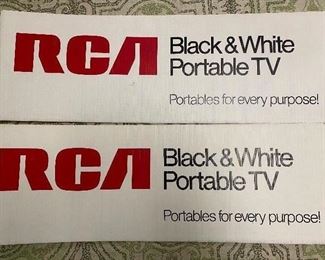 RCA
Black & White
Portable TV
Portables for every purpose!
RCA
Black & White
Portable TV
Portables for every purpose!